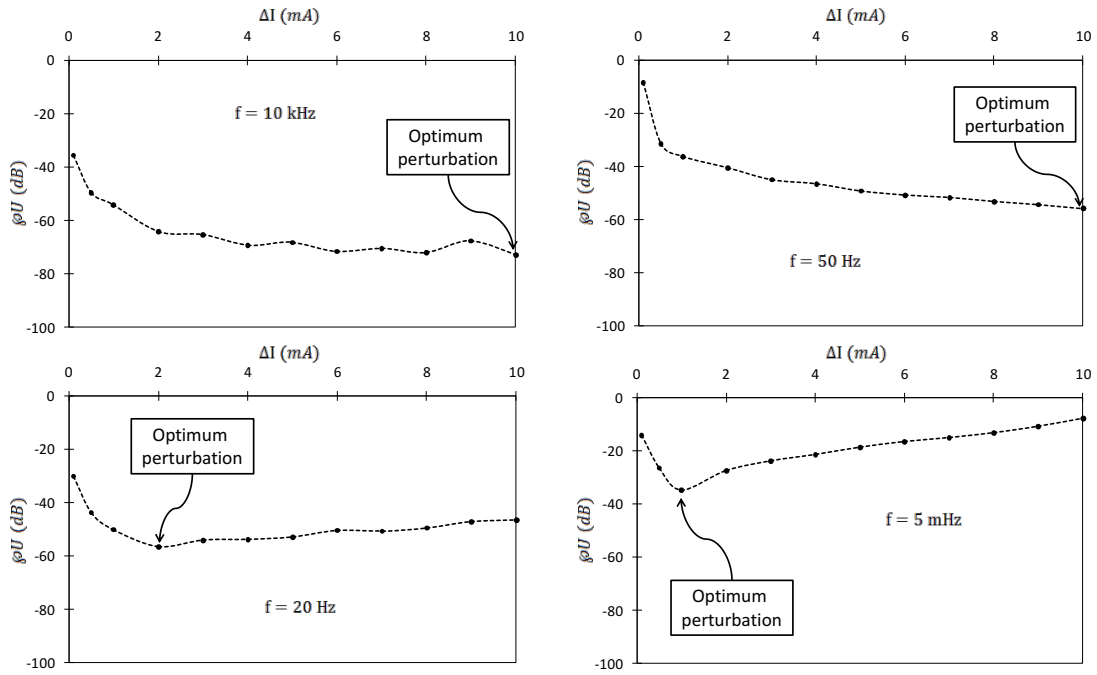 ΔI (mA)
0 2 4 6 8 10
0
-20
-40
-60
-80
-100
℘U (dB)
f = 10 kHz
Optimum
perturbation
ΔI (mA)
0 2 4 6 8 10
0
-20
-40
-60
-80
-100
℘U (dB)
Optimum
perturbation
f = 50 Hz
ΔI (mA)
0 2 4 6 8 10
0
-20
-40
-60
-80
-100
℘U (dB)
Optimum
perturbation
f = 20 Hz
ΔI (mA)
0 2 4 6 8 10
0
-20
-40
-60
-80
-100
℘U (dB)
f = 5 mHz
Optimum
perturbation